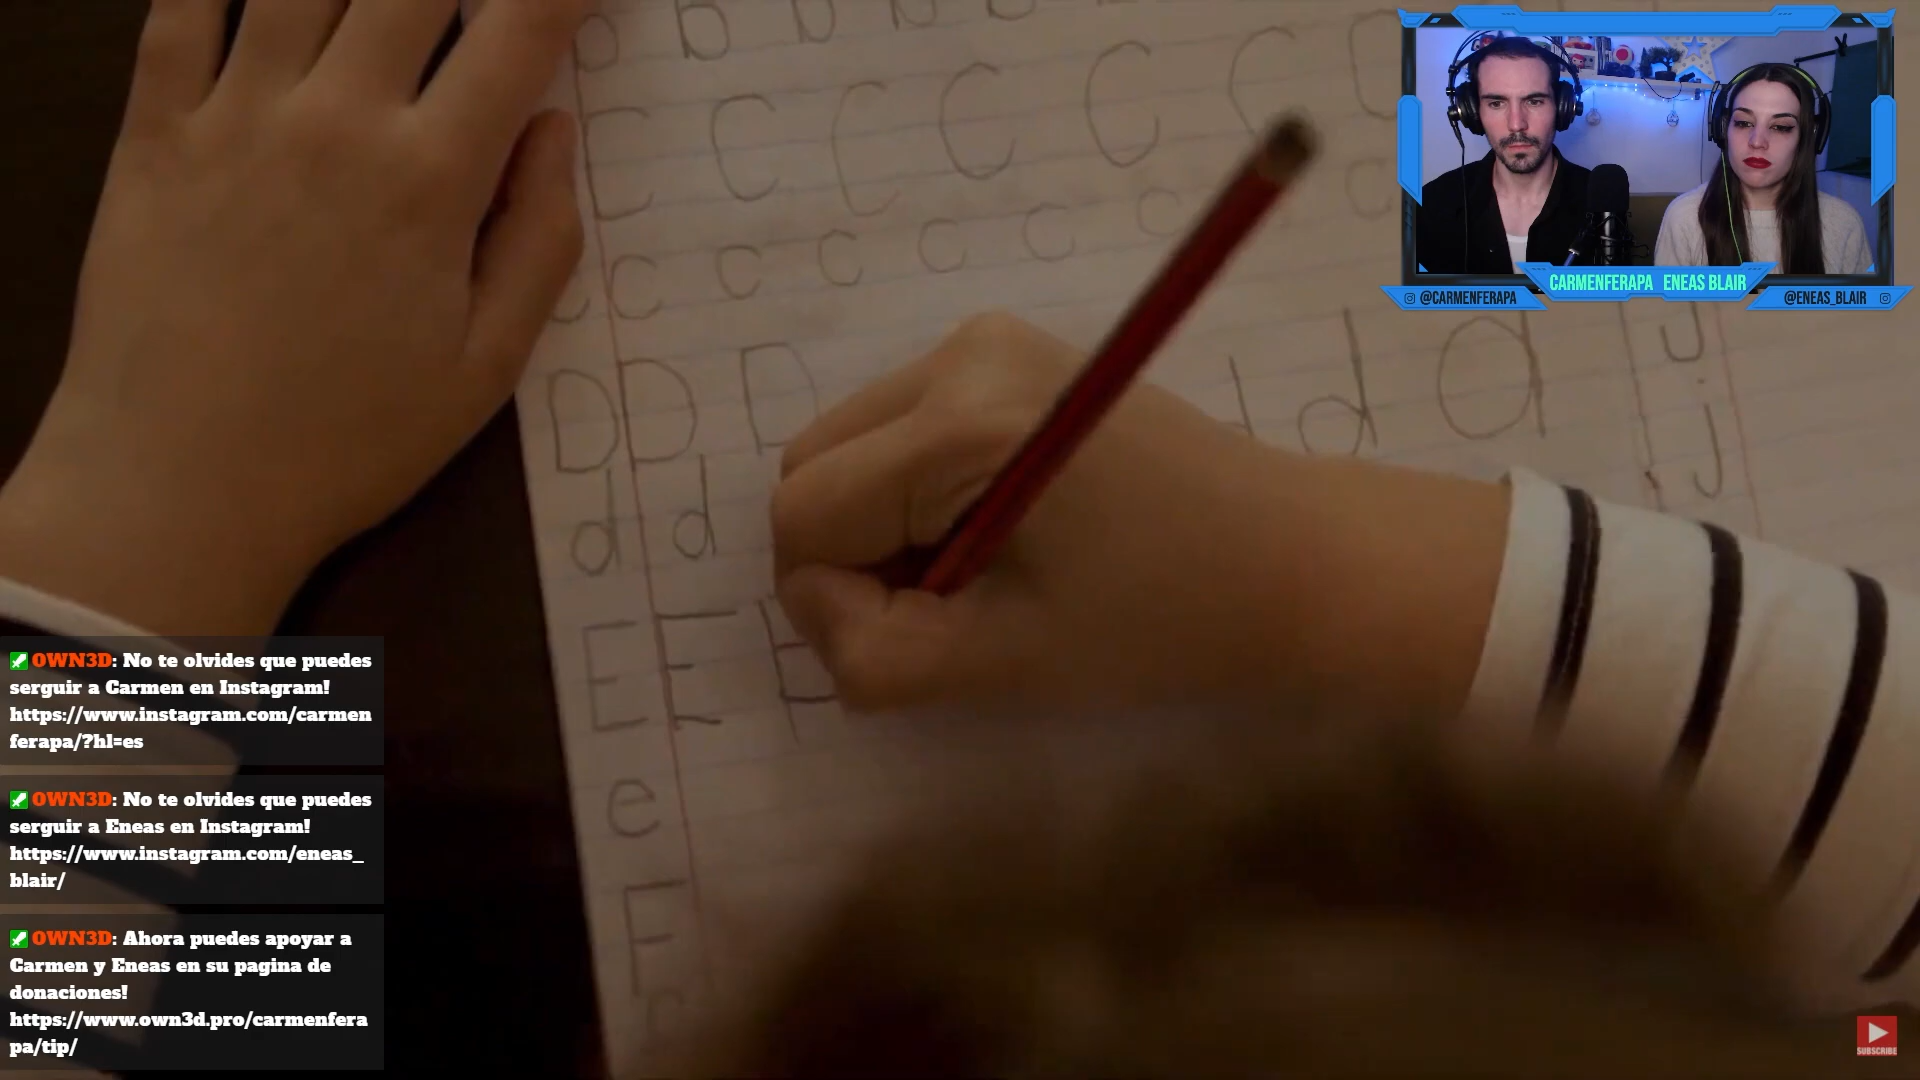 b b b b
C C C C C C C
c c c c c c c c
D D D d d d j
d d j
E E E
e
E
CARMENFERAPA ENEAS BLAIR
@CARMENFERAPA @ENEAS_BLAIR
OWN3D: No te olvides que puedes
serguir a Carmen en Instagram!
https://www.instagram.com/carmen
ferapa/?hl=es
OWN3D: No te olvides que puedes
serguir a Eneas en Instagram!
https://www.instagram.com/eneas_
blair/
OWN3D: Ahora puedes apoyar a
Carmen y Eneas en su pagina de
donaciones!
https://www.own3d.pro/carmenfera
pa/tip/
SUBSCRIBE